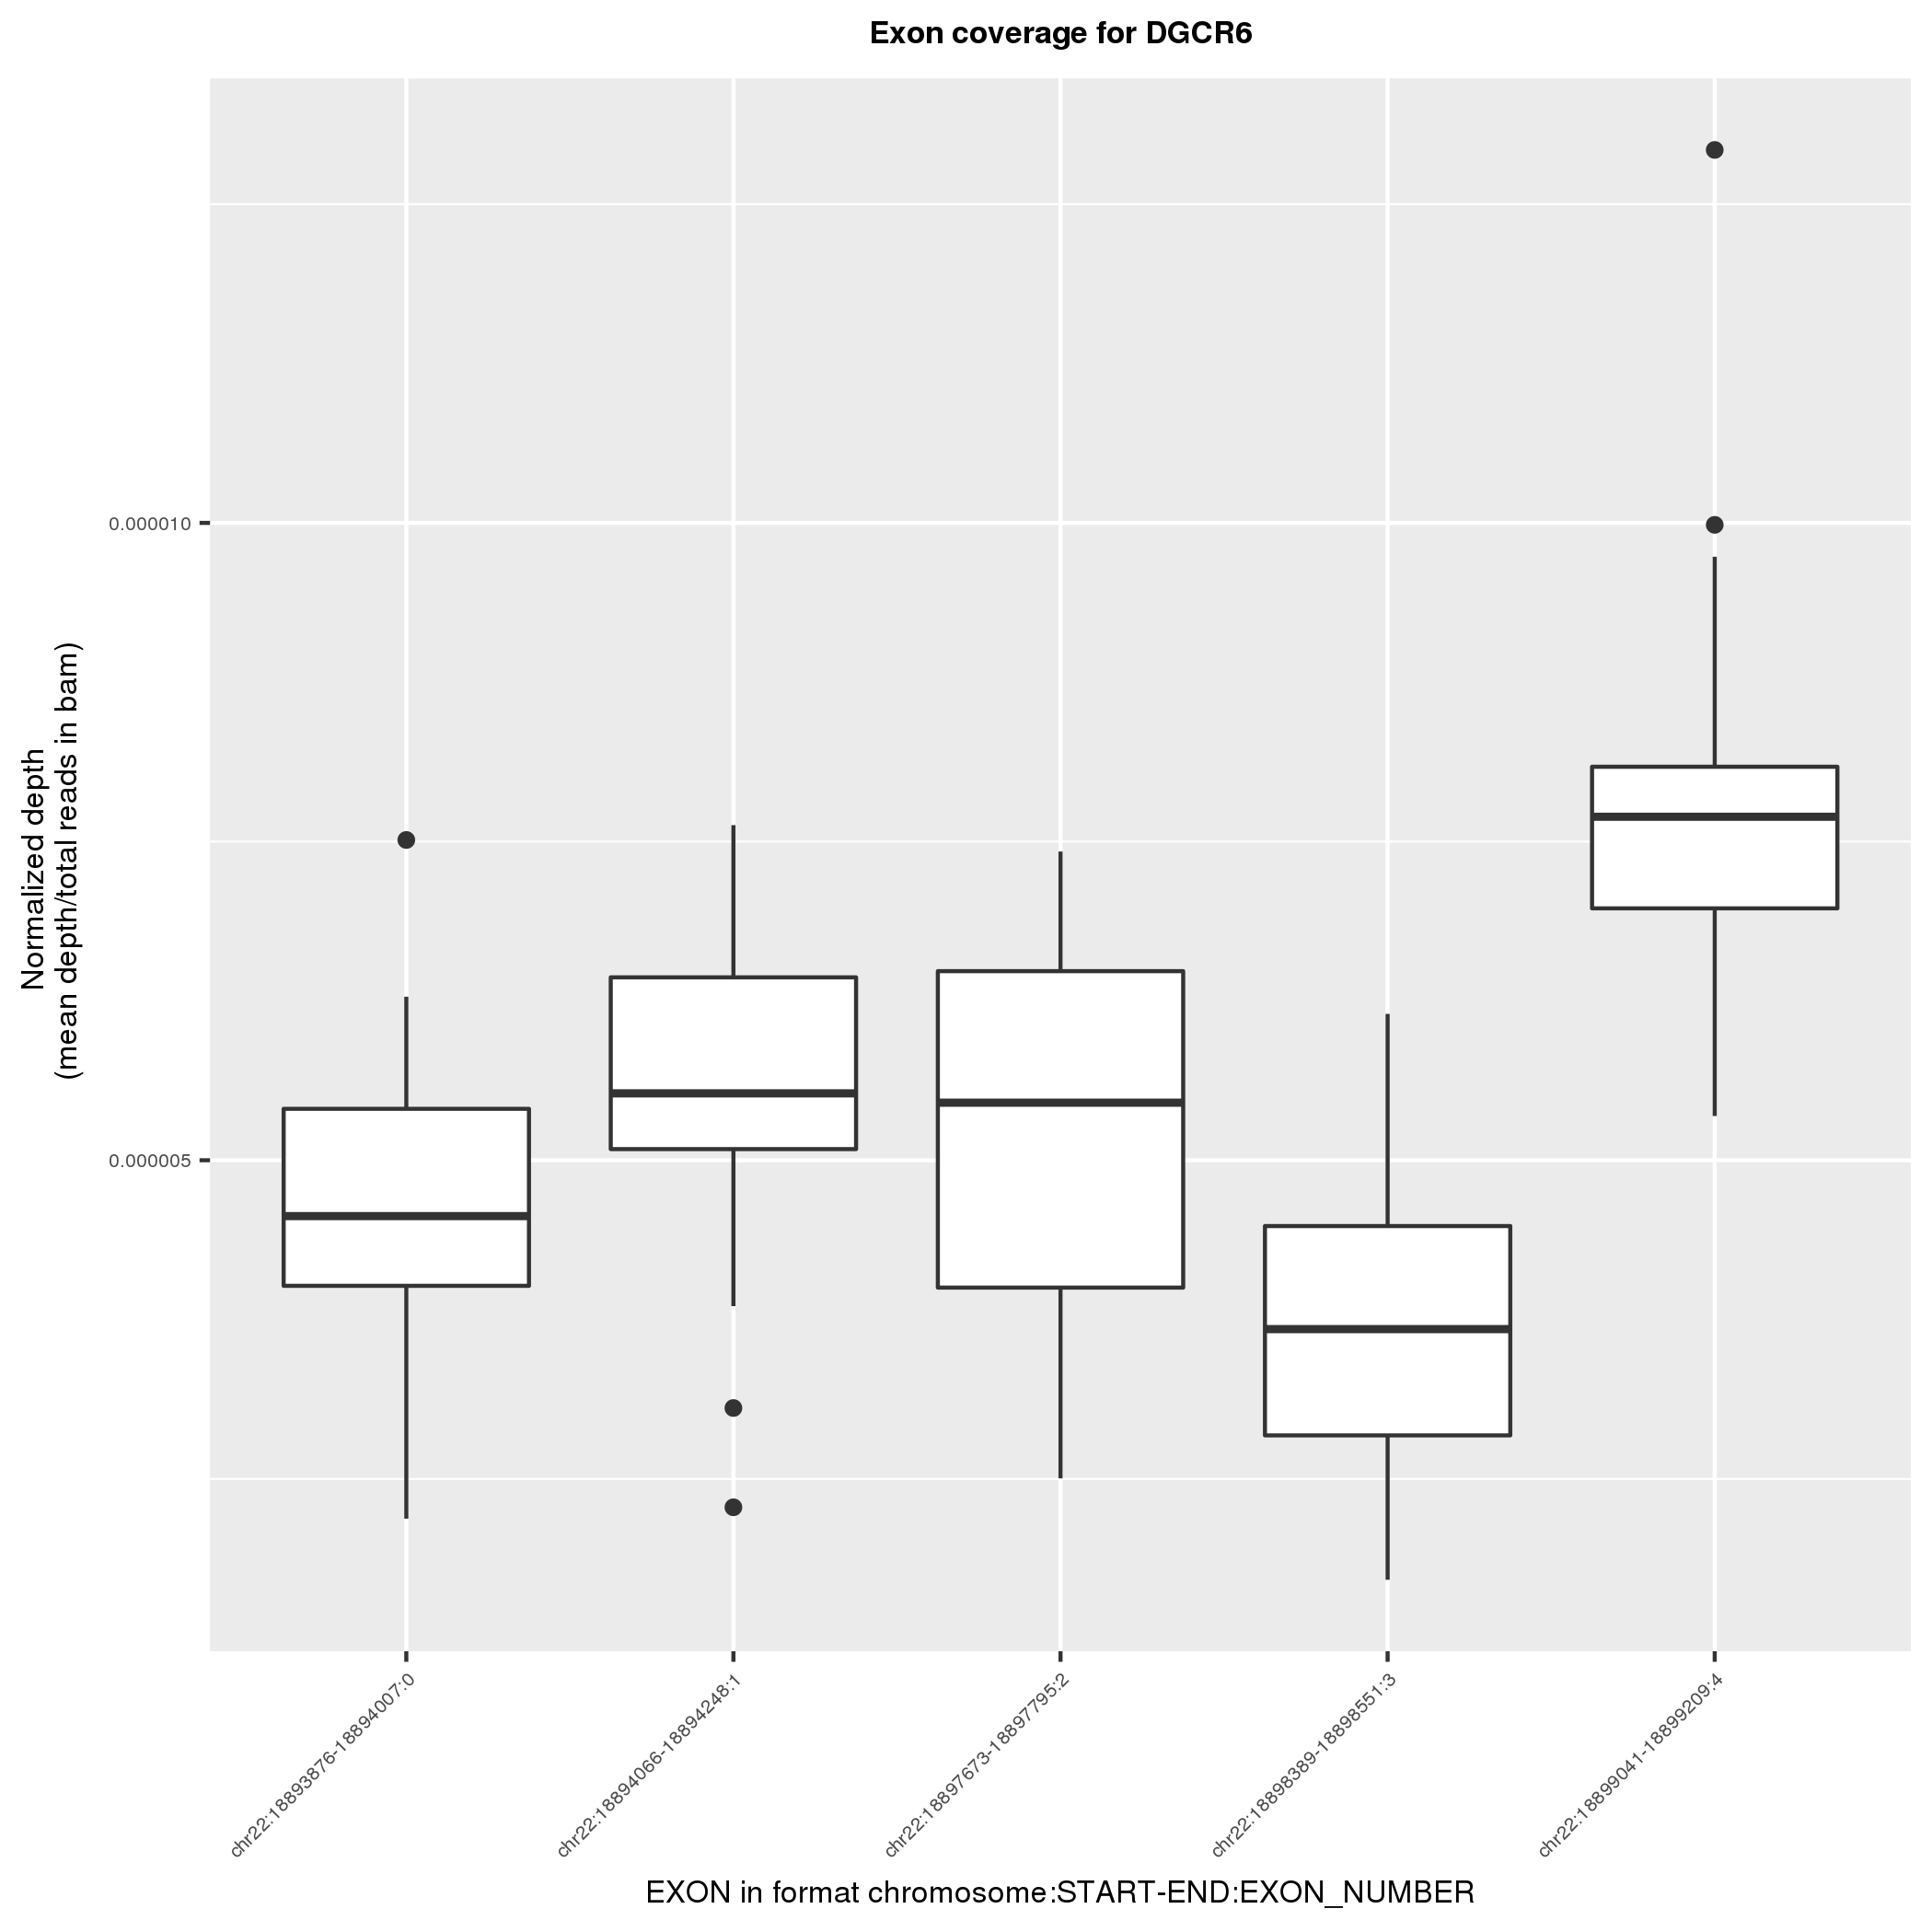 Exon coverage for DGCR6
Normalized depth
(mean depth/total reads in bam)
0.000010
0.000005
chr22:18893876-18894007:0
chr22:18894066-18894248:1
chr22:18897673-18897795:2
chr22:18898389-18898551:3
chr22:18899041-18899209:4
EXON in format chromosome:START-END:EXON_NUMBER